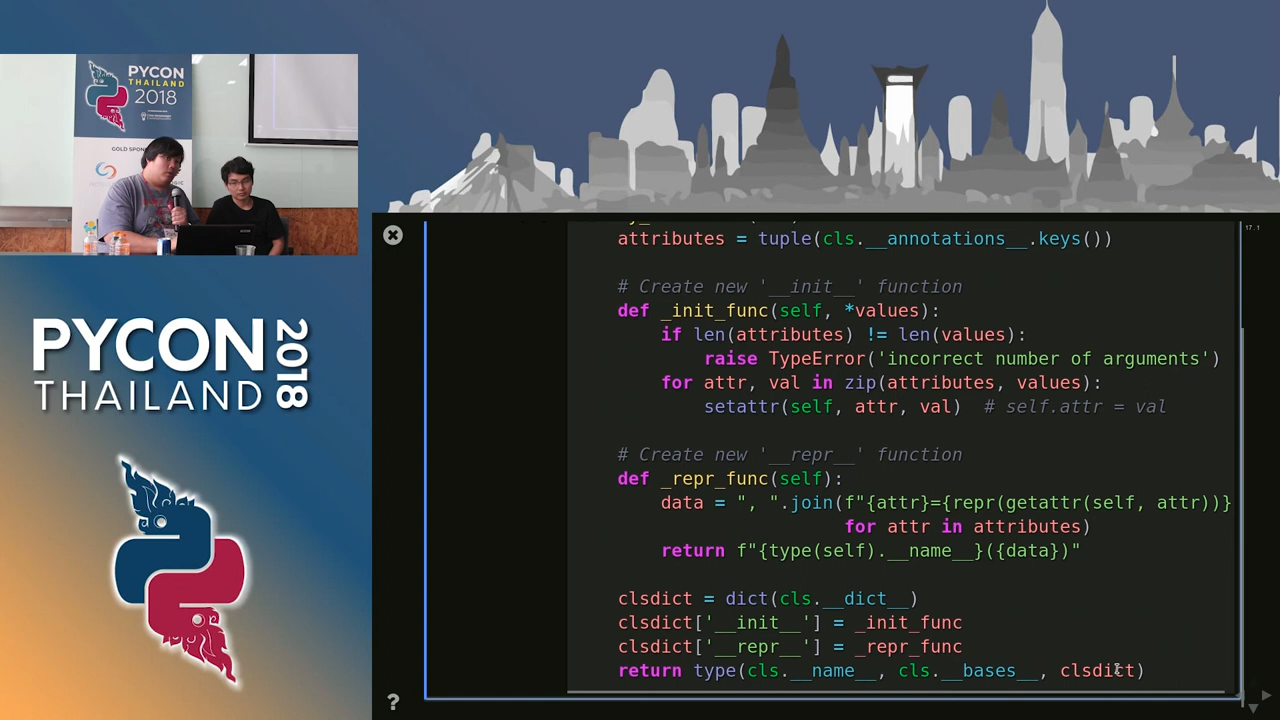 PYCON
THAILAND
2018
GOLD SPON
PYCON
THAILAND
2018
17.1
attributes = tuple(cls.__annotations__.keys())
# Create new '__init__' function
def _init_func(self, *values):
if len(attributes) != len(values):
raise TypeError('incorrect number of arguments')
for attr, val in zip(attributes, values):
setattr(self, attr, val)  # self.attr = val
# Create new '__repr__' function
def _repr_func(self):
data = ", ".join(f"{attr}={repr(getattr(self, attr))}
for attr in attributes)
return f"{type(self).__name__}({data})"
clsdict = dict(cls.__dict__)
clsdict['__init__'] = _init_func
clsdict['__repr__'] = _repr_func
return type(cls.__name__, cls.__bases__, clsdict)
?